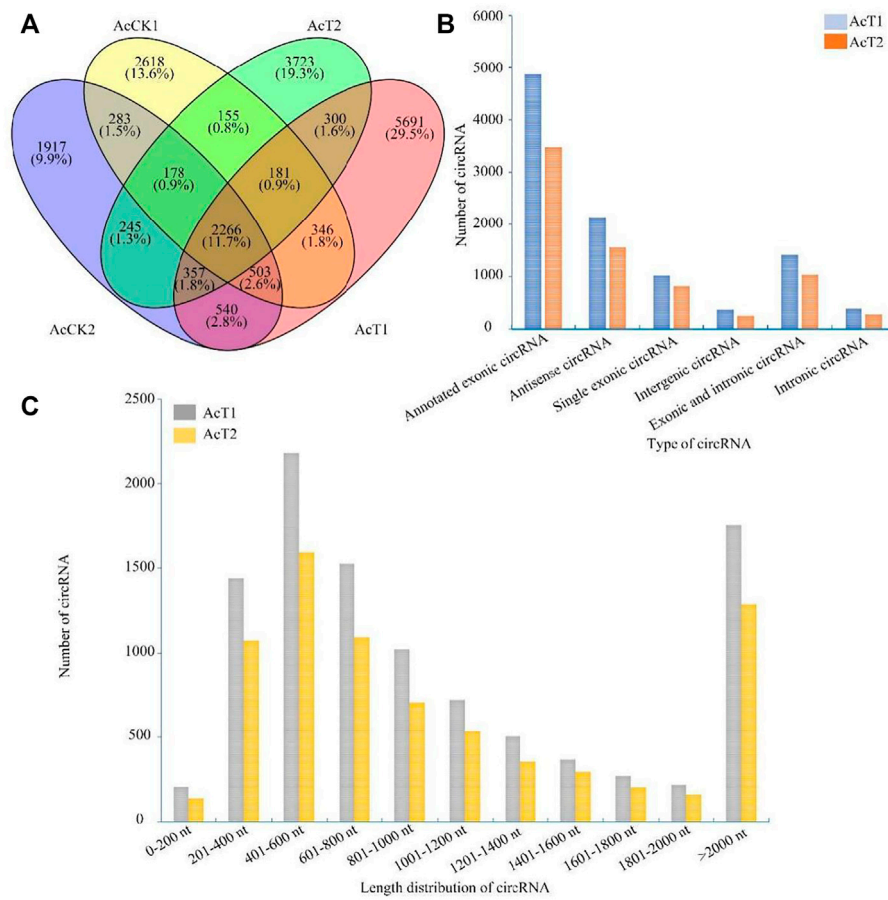 A
AcCK1
AcT2
2618
(13.6%)
3723
(19.3%)
283
(1.5%)
155
(0.8%)
300
(1.6%)
5691
(29.5%)
1917
(9.9%)
178
(0.9%)
181
(0.9%)
245
(1.3%)
2266
(11.7%)
346
(1.8%)
357
(1.8%)
503
(2.6%)
540
(2.8%)
AcCK2
AcT1
B
AcT1
AcT2
Number of circRNA
6000
5000
4000
3000
2000
1000
0
Annotated exonic circRNA
Antisense circRNA
Single exonic circRNA
Intergenic circRNA
Exonic and intronic circRNA
Intronic circRNA
Type of circRNA
C
AcT1
AcT2
Number of circRNA
2500
2000
1500
1000
500
0
0-200 nt
201-400 nt
401-600 nt
601-800 nt
801-1000 nt
1001-1200 nt
1201-1400 nt
1401-1600 nt
1601-1800 nt
1801-2000 nt
>2000 nt
Length distribution of circRNA